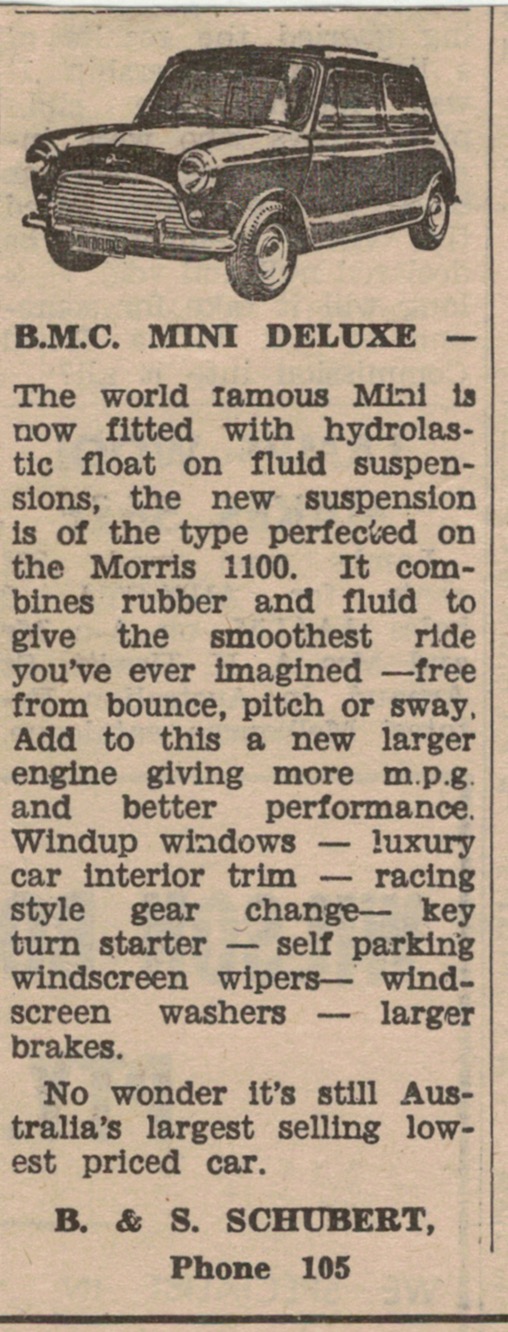 MINI DELUXE
B.M.C. MINI DELUXE —
The world famous Mini is
now fitted with hydrolas-
tic float on fluid suspen-
sions, the new suspension
is of the type perfected on
the Morris 1100. It com-
bines rubber and fluid to
give the smoothest ride
you've ever imagined —free
from bounce, pitch or sway.
Add to this a new larger
engine giving more m.p.g.
and better performance.
Windup windows — luxury
car interior trim — racing
style gear change— key
turn starter — self parking
windscreen wipers— wind-
screen washers — larger
brakes.
No wonder it's still Aus-
tralia's largest selling low-
est priced car.
B. & S. SCHUBERT,
Phone 105